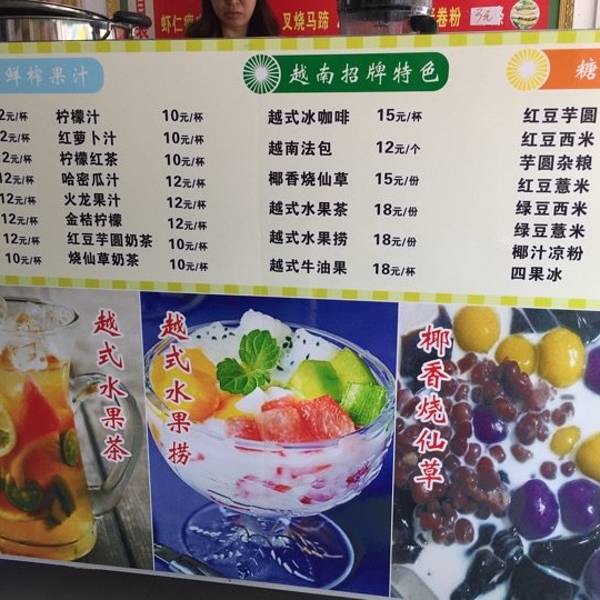 虾仁
叉烧马蹄
卷粉 3元
鲜榨果汁
2元/杯 柠檬汁 10元/杯
2元/杯 红萝卜汁 10元/杯
2元/杯 柠檬红茶 10元/杯
12元/杯 哈密瓜汁 12元/杯
12元/杯 火龙果汁 12元/杯
12元/杯 金桔柠檬 12元/杯
12元/杯 红豆芋圆奶茶 10元/杯
10元/杯 烧仙草奶茶 10元/杯
越南招牌特色
越式冰咖啡 15元/杯
越南法包 12元/个
椰香烧仙草 15元/份
越式水果茶 18元/份
越式水果捞 18元/份
越式牛油果 18元/杯
糖
红豆芋圆
红豆西米
芋圆杂粮
红豆薏米
绿豆西米
绿豆薏米
椰汁凉粉
四果冰
越式水果茶
越式水果捞
椰香烧仙草